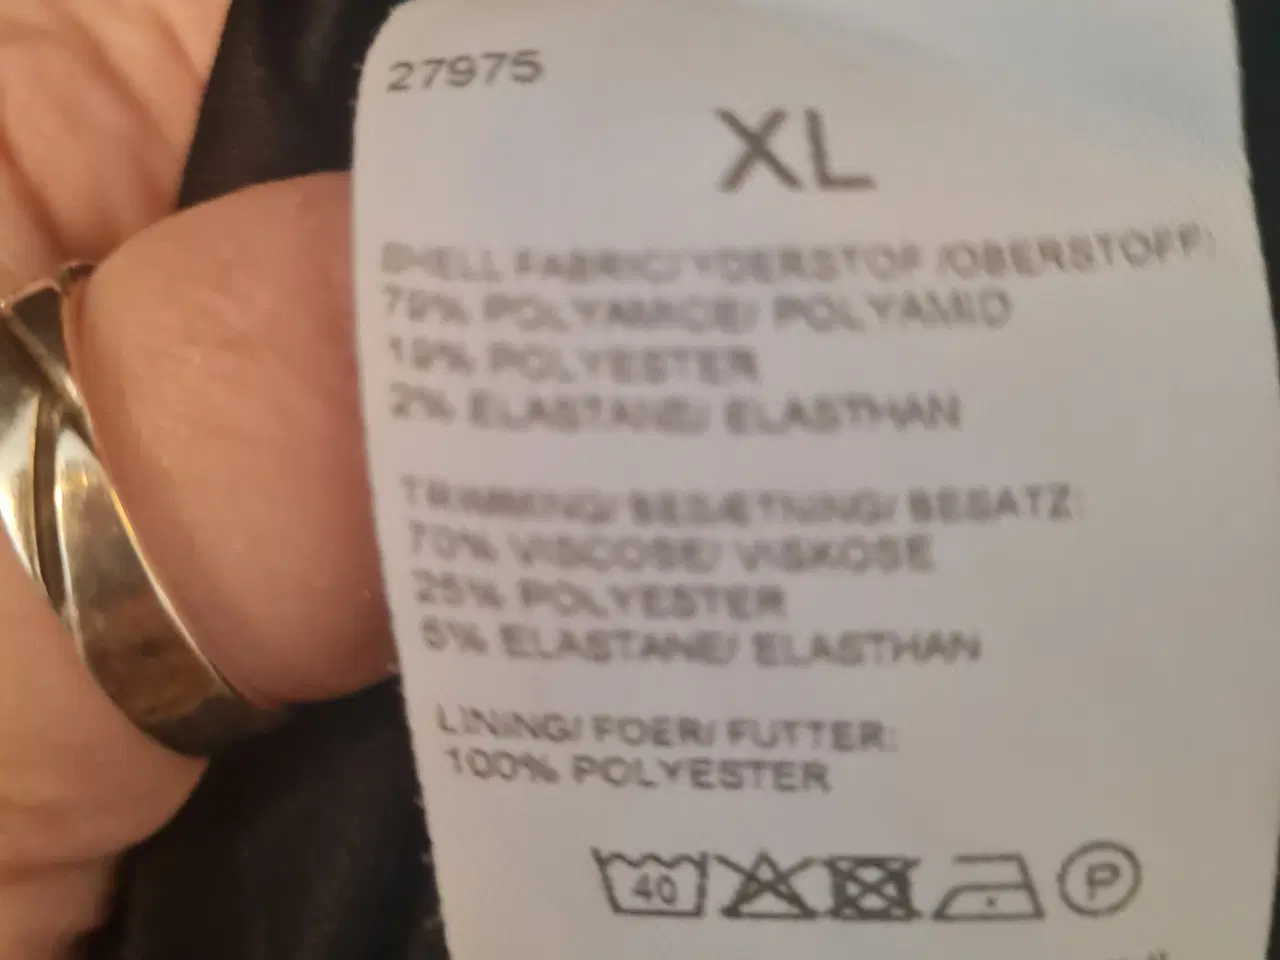 27975
XL
SHELL FABRIC/ YDERSTOF /OBERSTOFF:
79% POLYAMIDE/ POLYAMID
19% POLYESTER
2% ELASTANE/ ELASTHAN
TRIMMING/ BESÆTNING/ BESATZ:
70% VISCOSE/ VISKOSE
25% POLYESTER
5% ELASTANE/ ELASTHAN
LINING/ FOER/ FUTTER:
100% POLYESTER
40 P